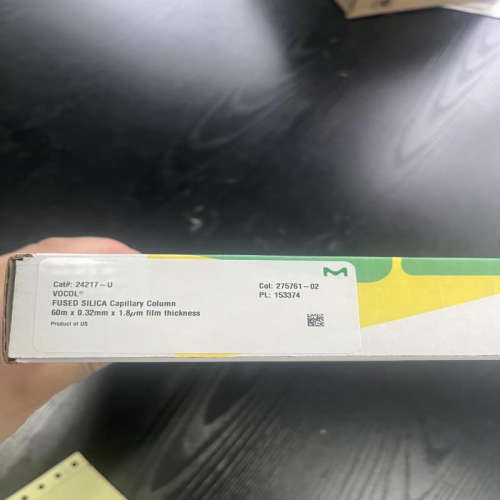 Cat#: 24217-U
VOCOL®
FUSED SILICA Capillary Column
60m x 0.32mm x 1.8μm film thickness
Product of US
Col: 275761-02
PL: 153374
M